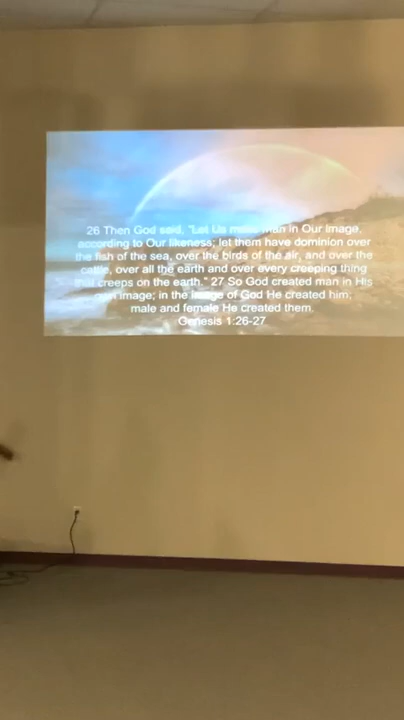 26 Then God said, "Let Us make man in Our image,
according to Our likeness; let them have dominion over
the fish of the sea, over the birds of the air, and over the
cattle, over all the earth and over every creeping thing
that creeps on the earth." 27 So God created man in His
own image; in the image of God He created him;
male and female He created them.
Genesis 1:26-27